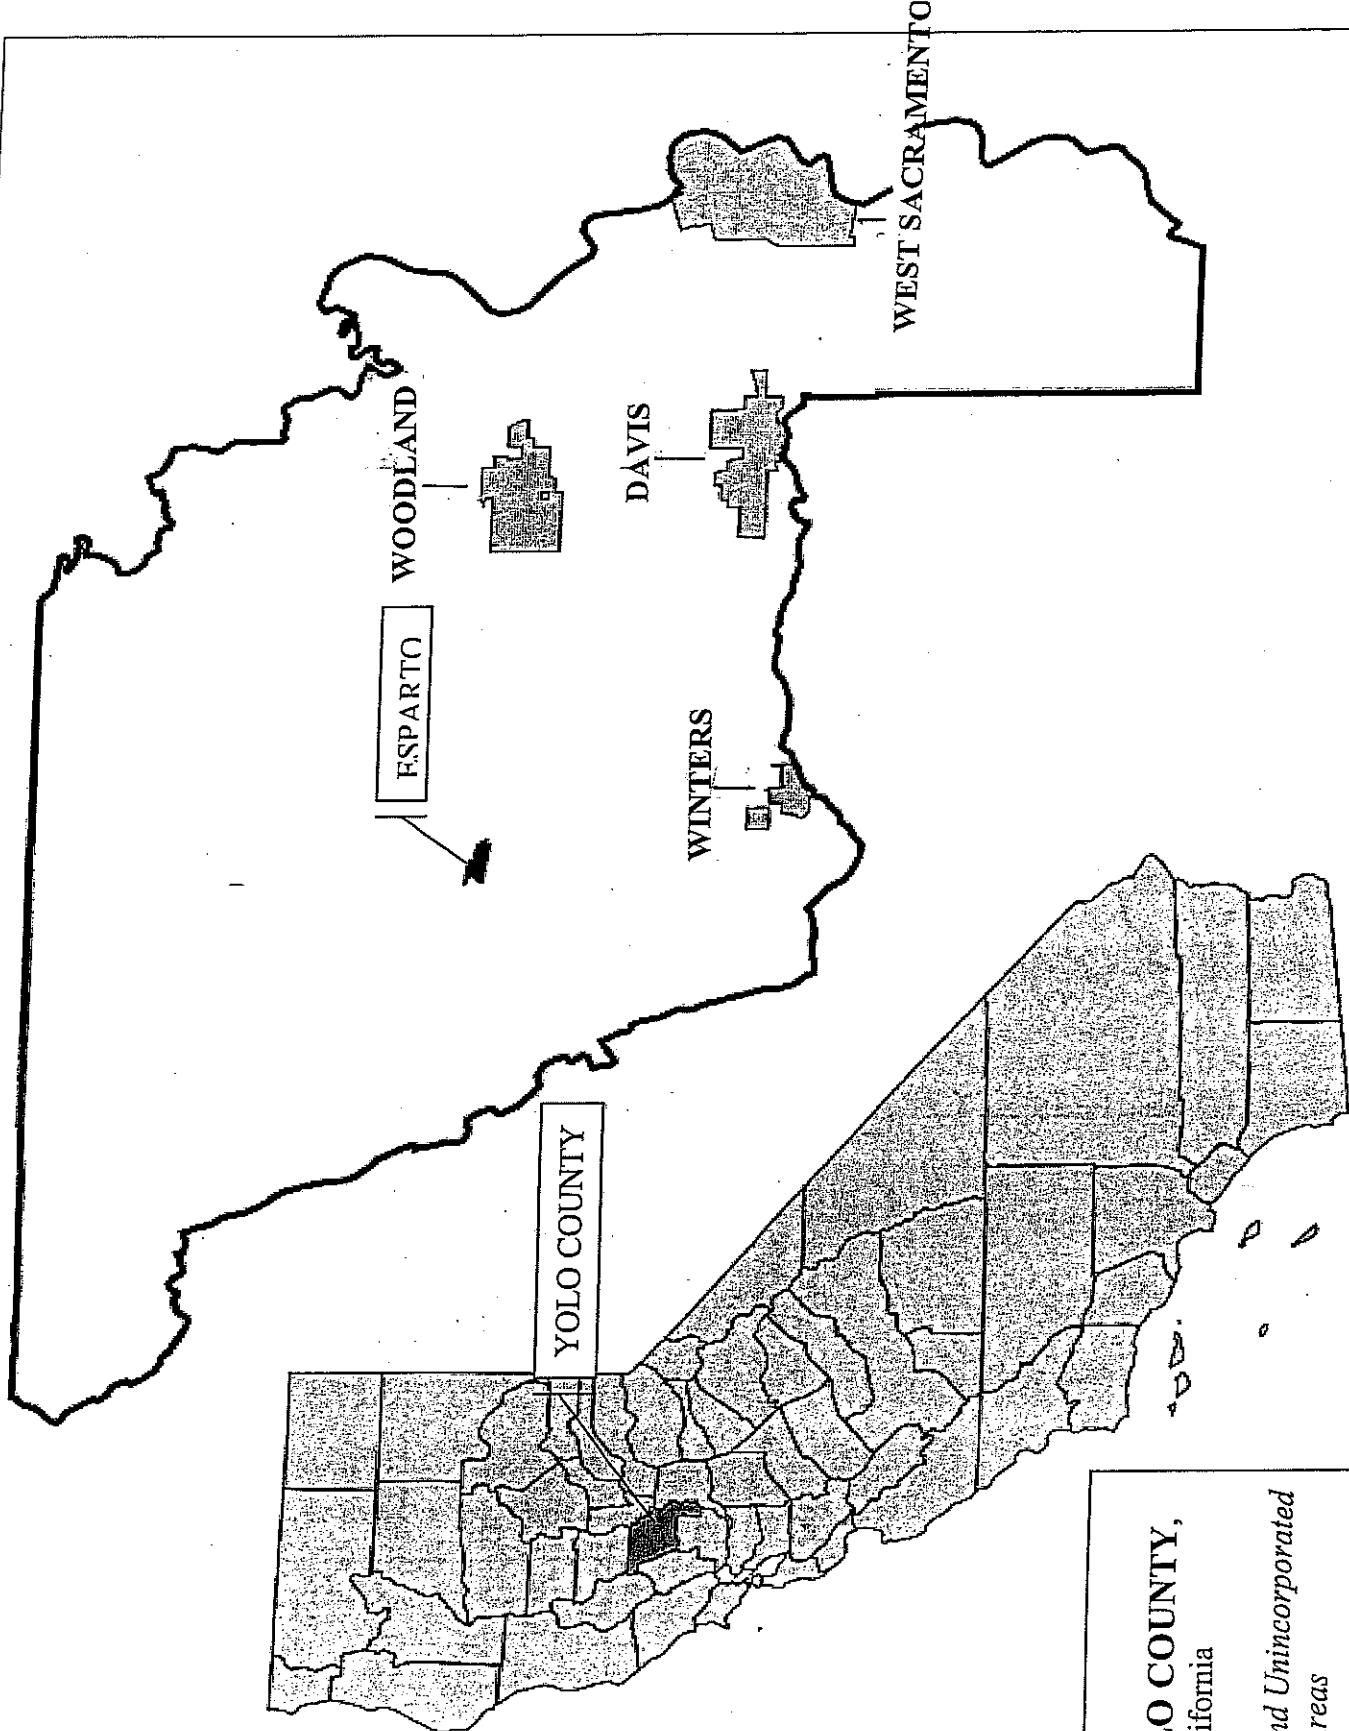 WEST SACRAMENTO
WOODLAND
DAVIS
ESPARTO
WINTERS
YOLO COUNTY
O COUNTY,
ifornia
nd Unincorporated
reas